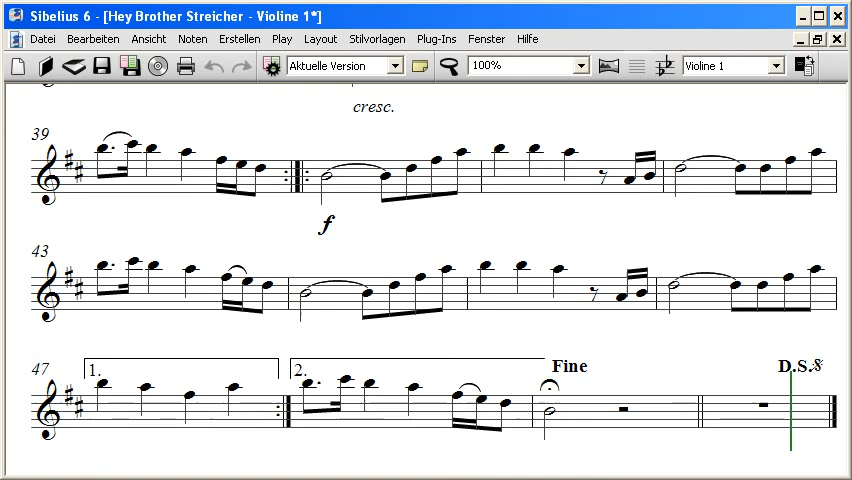 Sibelius 6 - [Hey Brother Streicher - Violine 1*]
Datei Bearbeiten Ansicht Noten Erstellen Play Layout Stilvorlagen Plug-Ins Fenster Hilfe
Aktuelle Version 100% Violine 1
cresc.
39
f
43
47 1. 2. Fine D.S.